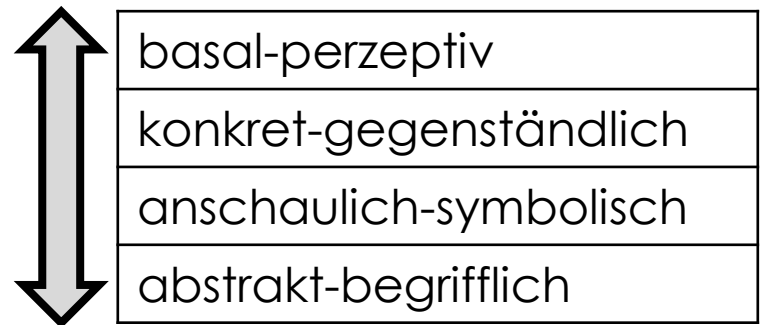 basal-perzeptiv
konkret-gegenständlich
anschaulich-symbolisch
abstrakt-begrifflich